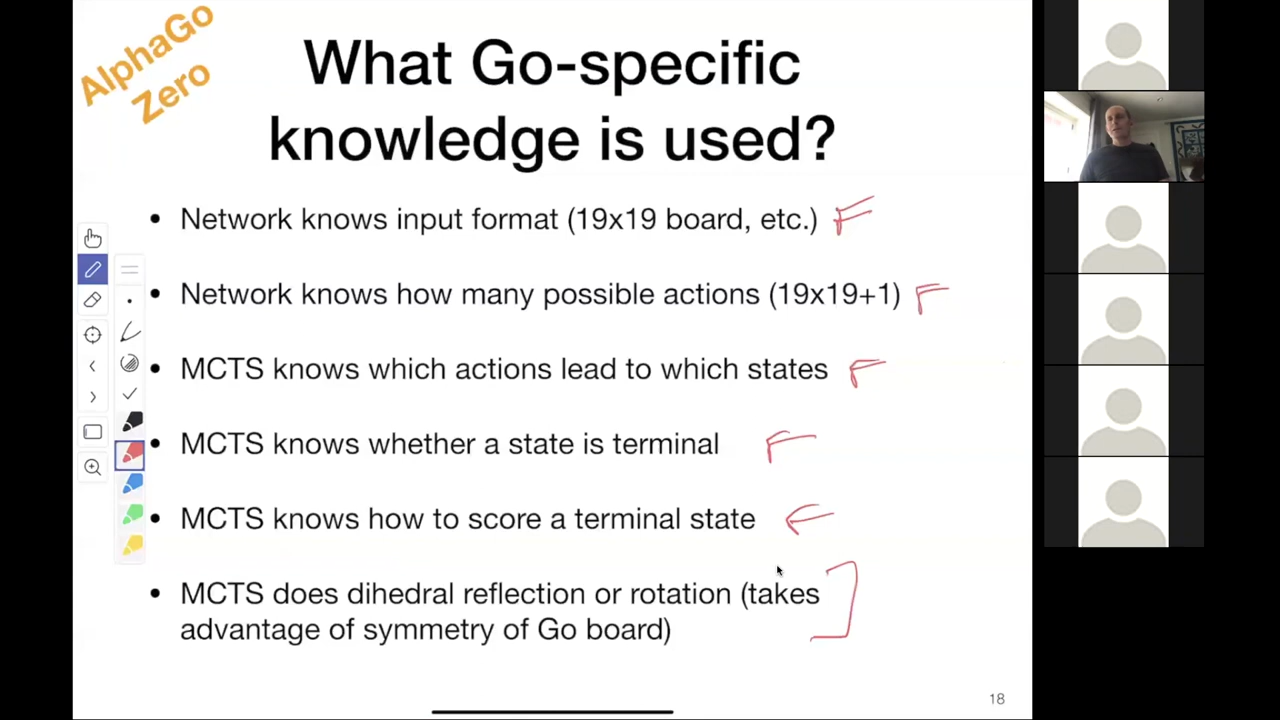 AlphaGo
Zero
What Go-specific
knowledge is used?
• Network knows input format (19x19 board, etc.)
• Network knows how many possible actions (19x19+1)
• MCTS knows which actions lead to which states
• MCTS knows whether a state is terminal
• MCTS knows how to score a terminal state
• MCTS does dihedral reflection or rotation (takes
advantage of symmetry of Go board)
18